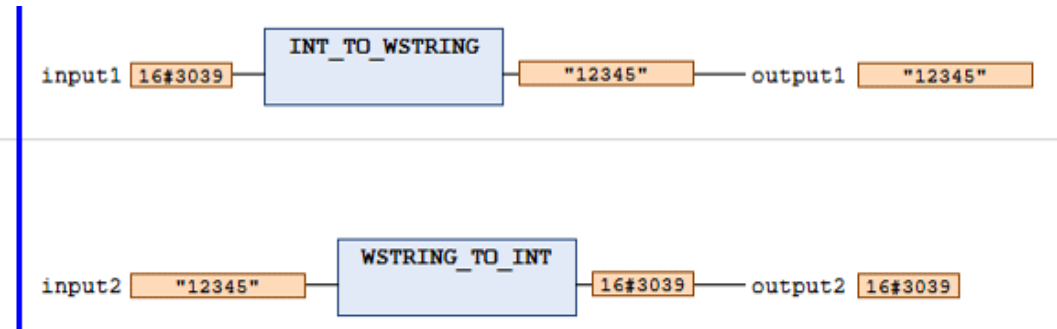 INT_TO_WSTRING
input1 16#3039 "12345" output1 "12345"
WSTRING_TO_INT
input2 "12345" 16#3039 output2 16#3039